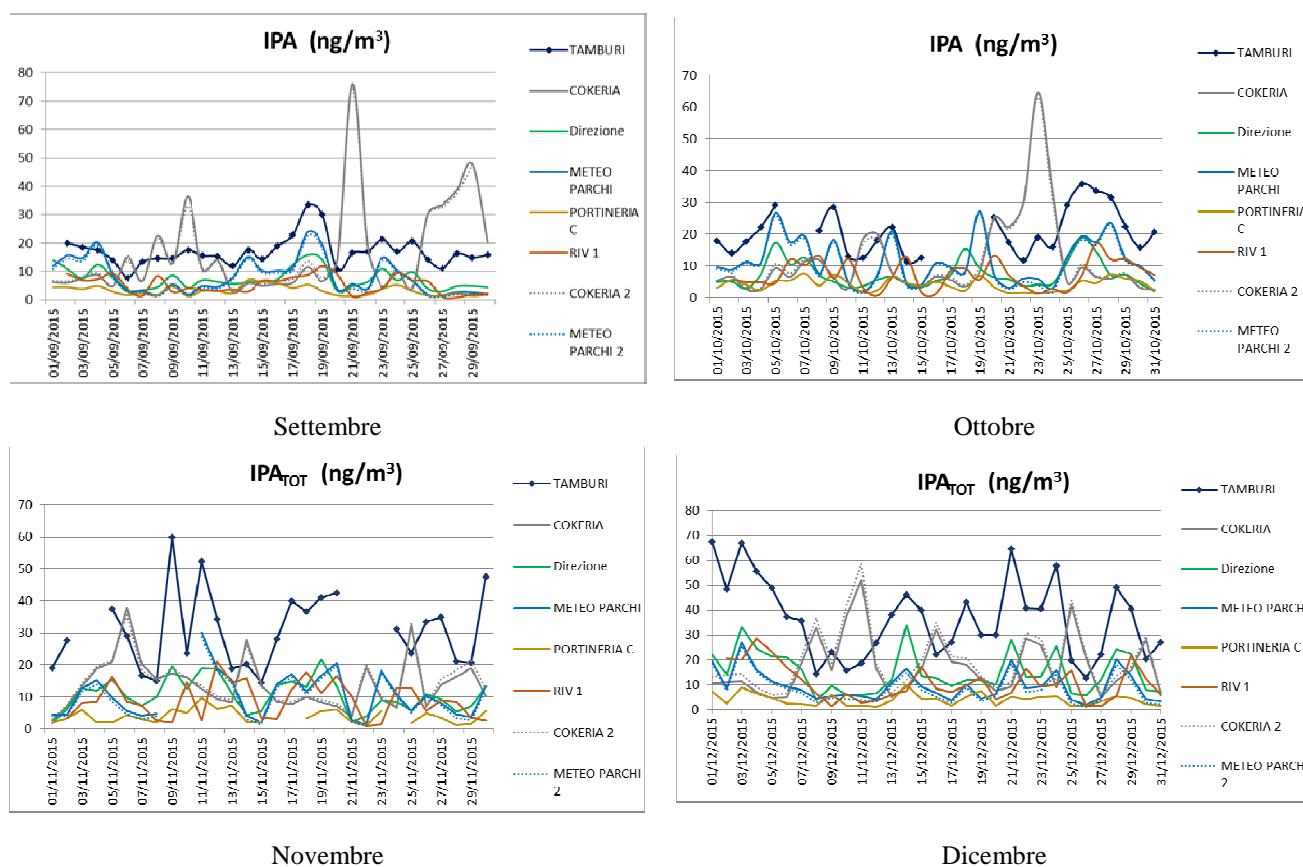 IPA (ng/m³)
80
70
60
50
40
30
20
10
0
01/09/2015
03/09/2015
05/09/2015
07/09/2015
09/09/2015
11/09/2015
13/09/2015
15/09/2015
17/09/2015
19/09/2015
21/09/2015
23/09/2015
25/09/2015
27/09/2015
29/09/2015
TAMBURI
COKERIA
Direzione
METEO
PARCHI
PORTINERIA
C
RIV 1
COKERIA 2
METEO
PARCHI 2
Settembre
IPA (ng/m³)
70
60
50
40
30
20
10
0
01/10/2015
03/10/2015
05/10/2015
07/10/2015
09/10/2015
11/10/2015
13/10/2015
15/10/2015
17/10/2015
19/10/2015
21/10/2015
23/10/2015
25/10/2015
27/10/2015
29/10/2015
31/10/2015
TAMBURI
COKERIA
Direzione
METEO
PARCHI
PORTINERIA
C
RIV 1
COKERIA 2
METEO
PARCHI 2
Ottobre
IPA_TOT (ng/m³)
70
60
50
40
30
20
10
0
01/11/2015
03/11/2015
05/11/2015
07/11/2015
09/11/2015
11/11/2015
13/11/2015
15/11/2015
17/11/2015
19/11/2015
21/11/2015
23/11/2015
25/11/2015
27/11/2015
29/11/2015
TAMBURI
COKERIA
Direzione
METEO PARCHI
PORTINERIA C
RIV 1
COKERIA 2
METEO PARCHI
2
Novembre
IPA_TOT (ng/m³)
80
70
60
50
40
30
20
10
0
01/12/2015
03/12/2015
05/12/2015
07/12/2015
09/12/2015
11/12/2015
13/12/2015
15/12/2015
17/12/2015
19/12/2015
21/12/2015
23/12/2015
25/12/2015
27/12/2015
29/12/2015
31/12/2015
TAMBURI
COKERIA
Direzione
METEO PARCHI
PORTINERIA C
RIV 1
COKERIA 2
METEO PARCHI
2
Dicembre